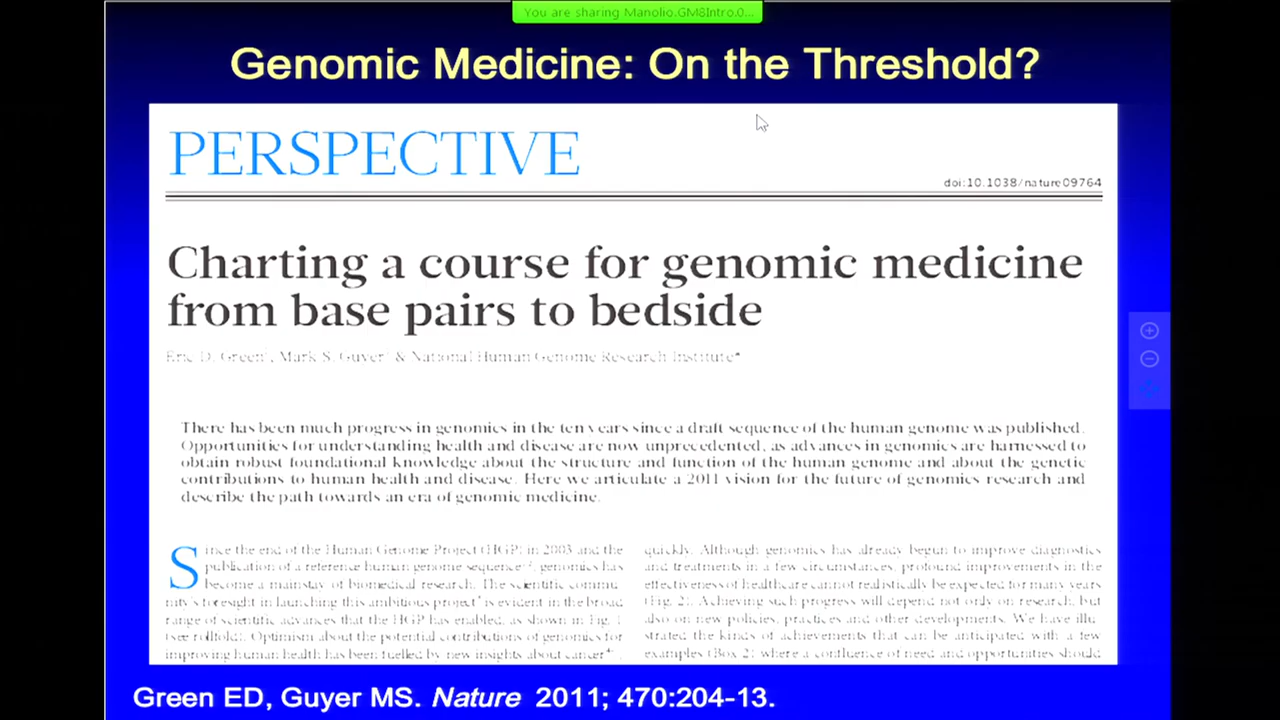 You are sharing Manolio.GM8Intro.0...
Genomic Medicine: On the Threshold?
PERSPECTIVE
doi:10.1038/nature09764
Charting a course for genomic medicine
from base pairs to bedside
Eric D. Green¹, Mark S. Guyer¹ & National Human Genome Research Institute*
There has been much progress in genomics in the ten years since a draft sequence of the human genome was published.
Opportunities for understanding health and disease are now unprecedented, as advances in genomics are harnessed to
obtain robust foundational knowledge about the structure and function of the human genome and about the genetic
contributions to human health and disease. Here we articulate a 2011 vision for the future of genomics research and
describe the path towards an era of genomic medicine.
Since the end of the Human Genome Project (HGP) in 2003 and the
publication of a reference human genome sequence, genomics has
become a mainstay of biomedical research. The scientific commu-
nity's foresight in launching this ambitious project is evident in the broad
range of scientific advances that the HGP has enabled, as shown in Fig. 1
(see rollfold). Optimism about the potential contributions of genomics for
improving human health has been fuelled by new insights about cancer
quickly. Although genomics has already begun to improve diagnostics
and treatments in a few circumstances, profound improvements in the
effectiveness of healthcare cannot realistically be expected for many years
(Fig. 2). Achieving such progress will depend not only on research, but
also on new policies, practices and other developments. We have illu-
strated the kinds of achievements that can be anticipated with a few
examples (Box 2) where a confluence of need and opportunities should
Green ED, Guyer MS. Nature 2011; 470:204-13.